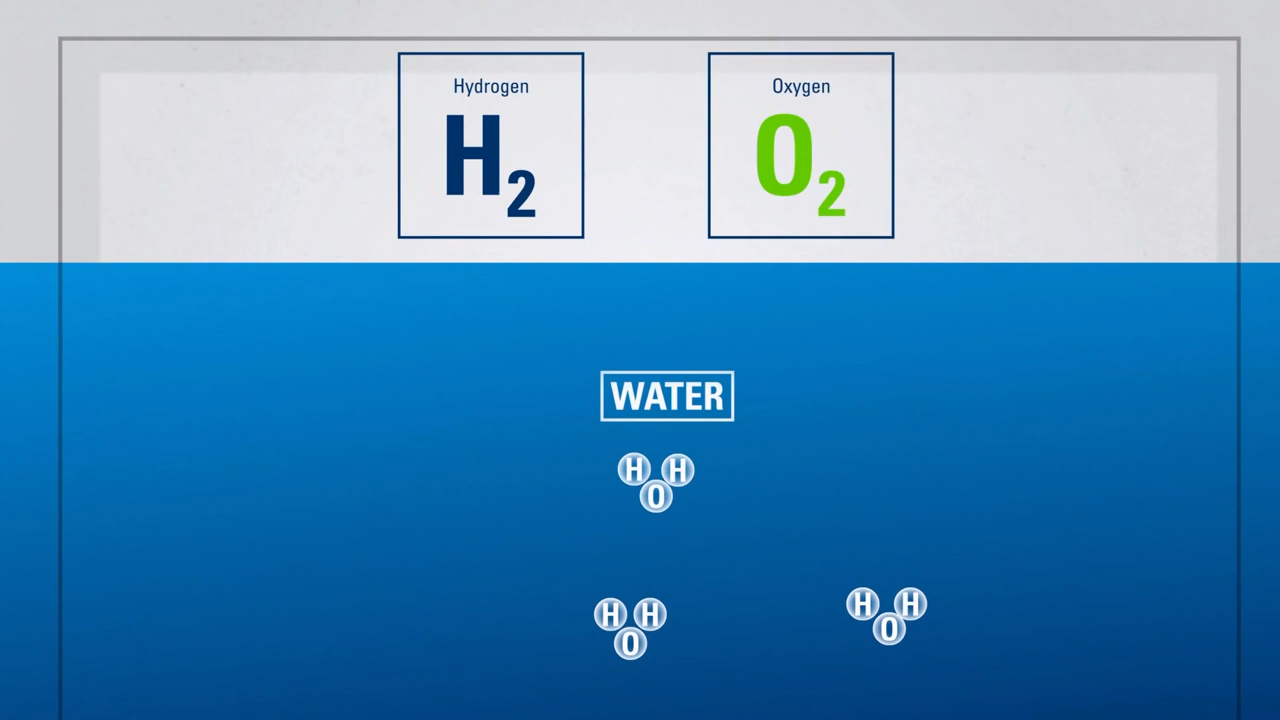 Hydrogen
H2
Oxygen
O2
WATER
H H
O
H H
O
H H
O